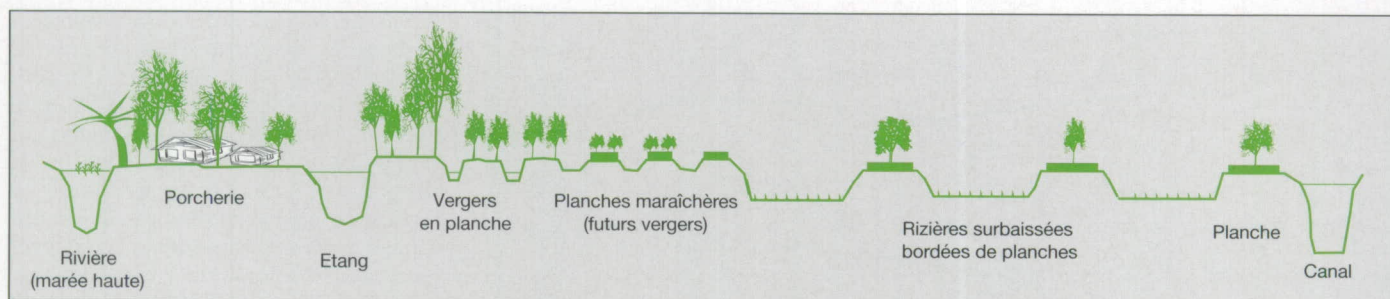 Rivière
(marée haute)
Porcherie
Etang
Vergers
en planche
Planches maraîchères
(futurs vergers)
Rizières surbaissées
bordées de planches
Planche
Canal